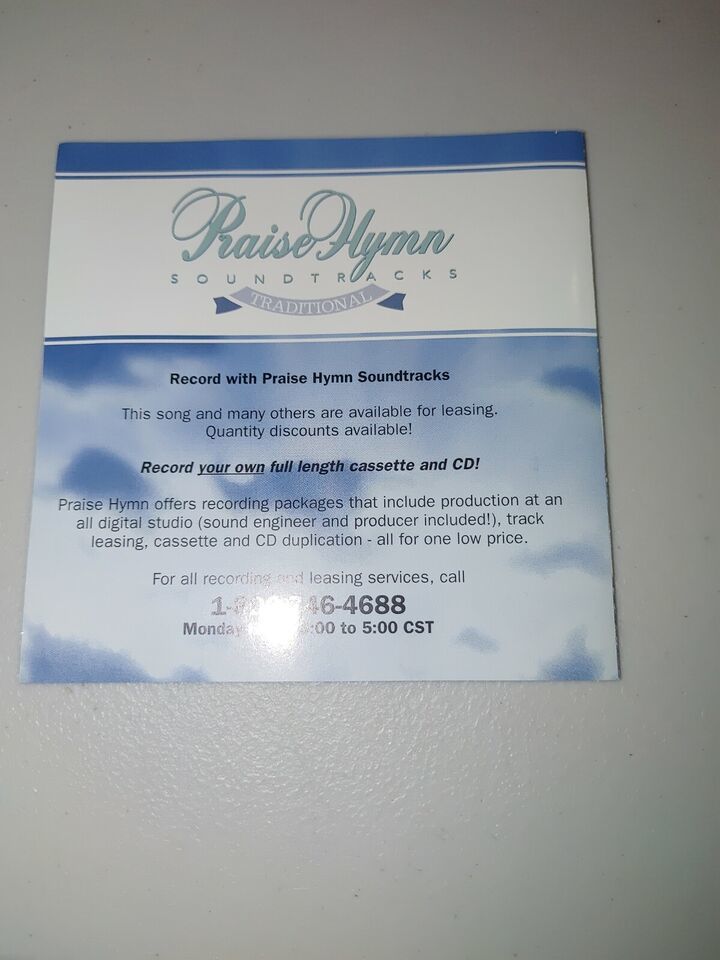 Praise Hymn
SOUNDTRACKS
TRADITIONAL
Record with Praise Hymn Soundtracks
This song and many others are available for leasing.
Quantity discounts available!
Record your own full length cassette and CD!
Praise Hymn offers recording packages that include production at an
all digital studio (sound engineer and producer included!), track
leasing, cassette and CD duplication - all for one low price.
For all recording and leasing services, call
46-4688
to 5:00 CST